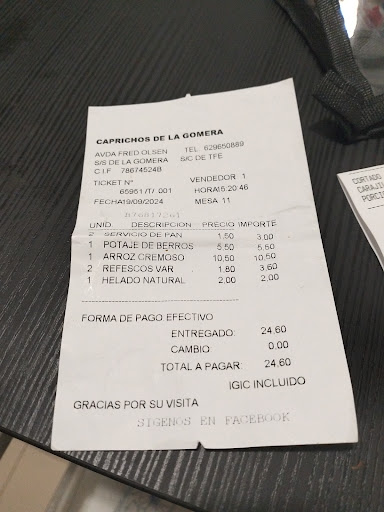 CAPRICHOS DE LA GOMERA
AVDA FRED OLSEN TEL. 629650889
S/S DE LA GOMERA S/C DE TFE
C.I.F 78674524B
TICKET Nº VENDEDOR 1
65951 /T/ 001 HORA15:20:46
FECHA19/09/2024 MESA 11
UNID DESCRIPCION PRECIO IMPORTE
2 SERVICIO DE PAN 1,50 3,00
1 POTAJE DE BERROS 5,50 5,50
1 ARROZ CREMOSO 10,50 10,50
2 REFESCOS VAR 1,80 3,60
1 HELADO NATURAL 2,00 2,00
FORMA DE PAGO EFECTIVO
ENTREGADO: 24,60
CAMBIO: 0,00
TOTAL A PAGAR: 24,60
IGIC INCLUIDO
GRACIAS POR SU VISITA
SIGENOS EN FACEBOOK
CORTADO
CARAJI
PORCI